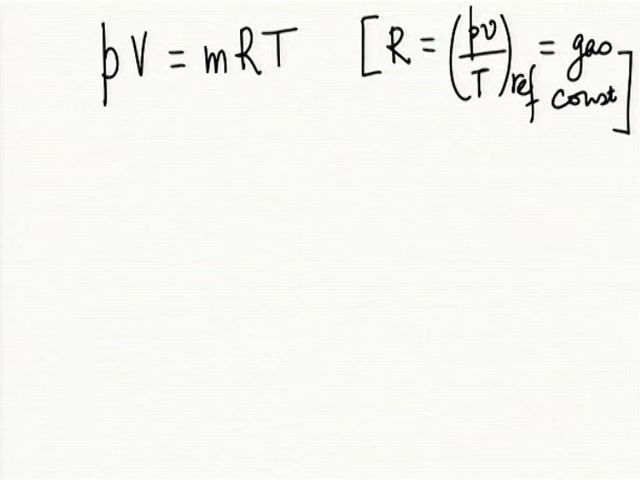 pV = mRT [R = (pv/T)ref = gas const]